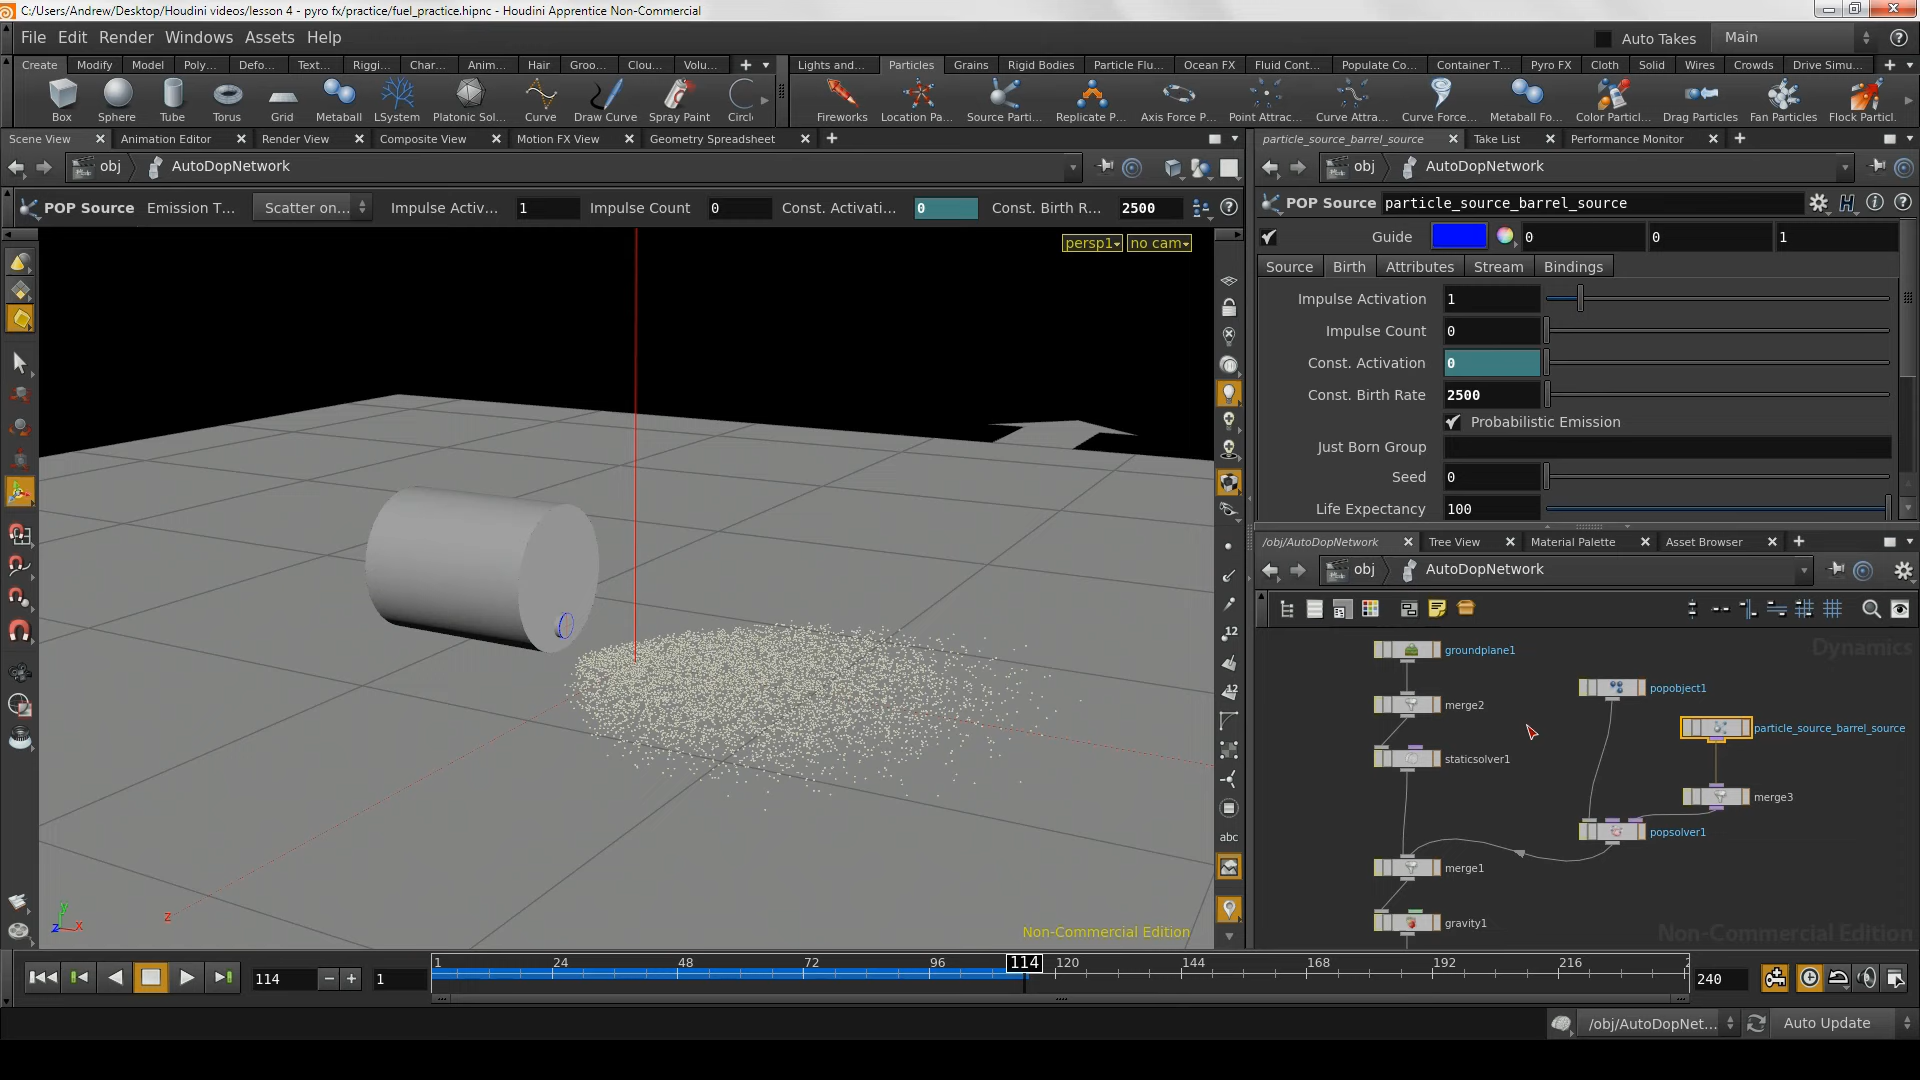 C:/Users/Andrew/Desktop/Houdini videos/lesson 4 - pyro fx/practice/fuel_practice.hipnc - Houdini Apprentice Non-Commercial
File Edit Render Windows Assets Help
Auto Takes Main
Create Modify Model Poly... Defo... Text... Riggi... Char... Anim... Hair Groo... Clou... Volu...
Lights and... Particles Grains Rigid Bodies Particle Flu... Ocean FX Fluid Cont... Populate Co... Container T... Pyro FX Cloth Solid Wires Crowds Drive Simu...
Box Sphere Tube Torus Grid Metaball LSystem Platonic Sol... Curve Draw Curve Spray Paint Circl
Fireworks Location Pa... Source Parti... Replicate P... Axis Force P... Point Attrac... Curve Attra... Curve Force... Metaball Fo... Color Particl... Drag Particles Fan Particles Flock Particl.
Scene View Animation Editor Render View Composite View Motion FX View Geometry Spreadsheet
particle_source_barrel_source Take List Performance Monitor
obj AutoDopNetwork
obj AutoDopNetwork
POP Source Emission T... Scatter on... Impulse Activ... 1 Impulse Count 0 Const. Activati... 0 Const. Birth R... 2500
POP Source particle_source_barrel_source
Guide 0 0 1
persp1 no cam
Source Birth Attributes Stream Bindings
Impulse Activation 1
Impulse Count 0
Const. Activation 0
Const. Birth Rate 2500
Probabilistic Emission
Just Born Group
Seed 0
Life Expectancy 100
/obj/AutoDopNetwork Tree View Material Palette Asset Browser
obj AutoDopNetwork
12
12
abc
Dynamics
groundplane1
popobject1
merge2
particle_source_barrel_source
staticsolver1
merge3
popsolver1
merge1
gravity1
y
z x
z
Non-Commercial Edition
Non-Commercial Edition
114 1 1 24 48 72 96 114 120 144 168 192 216 2 240
/obj/AutoDopNet... Auto Update